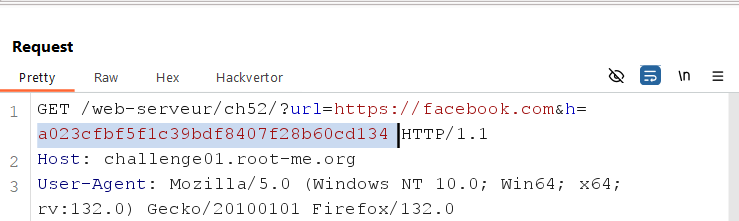 Request
Pretty Raw Hex Hackvertor \n
1 GET /web-serveur/ch52/?url=https://facebook.com&h=
a023cfbf5f1c39bdf8407f28b60cd134 HTTP/1.1
2 Host: challenge01.root-me.org
3 User-Agent: Mozilla/5.0 (Windows NT 10.0; Win64; x64;
rv:132.0) Gecko/20100101 Firefox/132.0